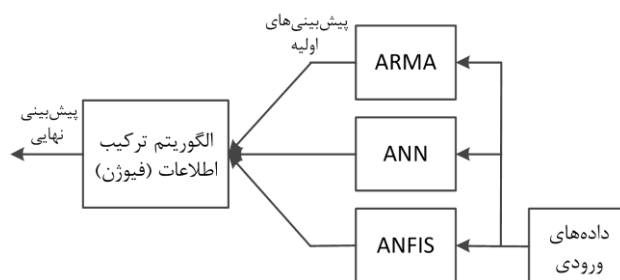 پیش‌بینی‌های
اولیه
ARMA
پیش‌بینی
نهایی
الگوریتم ترکیب
اطلاعات (فیوژن)
ANN
ANFIS
داده‌های
ورودی